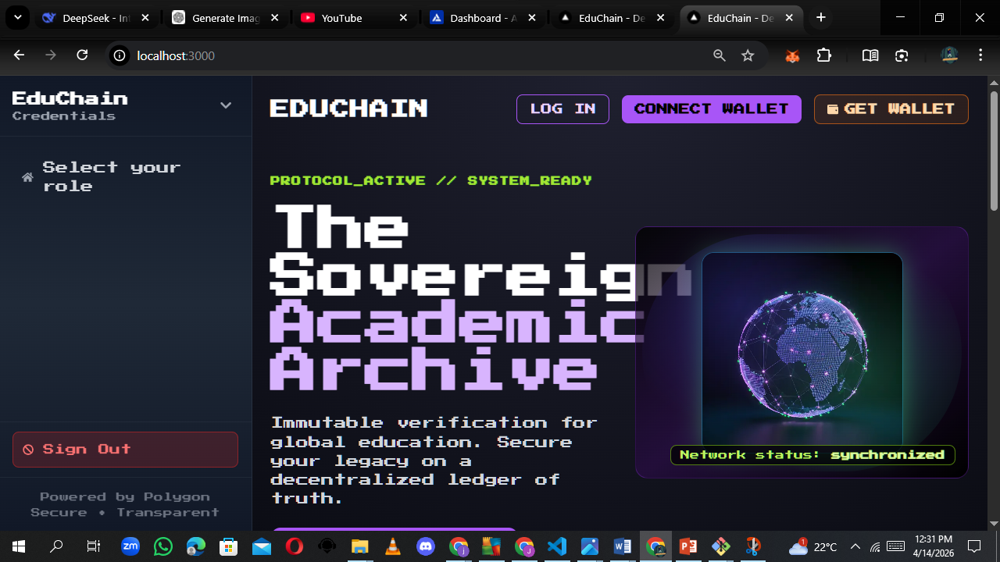 DeepSeek - Int
Generate Imag
YouTube
Dashboard - A
EduChain - De
EduChain - De
localhost:3000
EduChain
Credentials
Select your
role
Sign Out
Powered by Polygon
Secure • Transparent
EDUCHAIN
LOG IN
CONNECT WALLET
GET WALLET
PROTOCOL_ACTIVE // SYSTEM_READY
The
Sovereign
Academic
Archive
Immutable verification for
global education. Secure
your legacy on a
decentralized ledger of
truth.
Network status: synchronized
zm
1
22°C
12:31 PM
4/14/2026